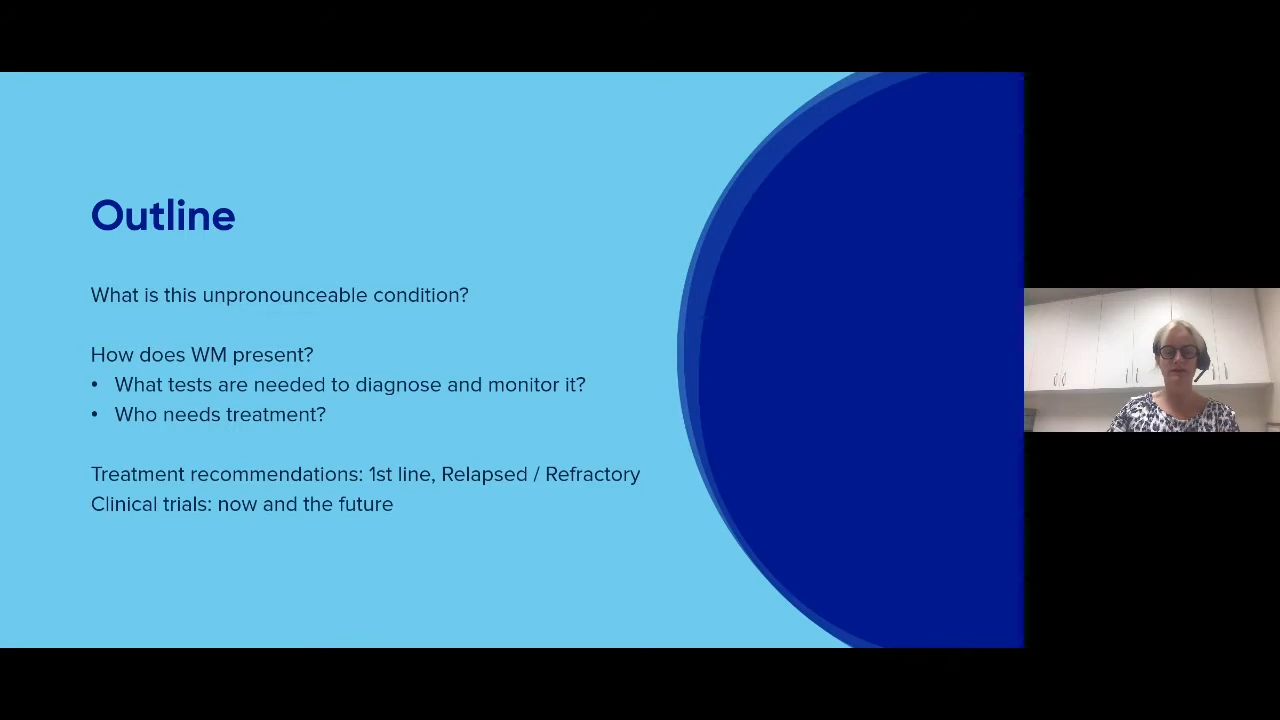 Outline
What is this unpronounceable condition?
How does WM present?
• What tests are needed to diagnose and monitor it?
• Who needs treatment?
Treatment recommendations: 1st line, Relapsed / Refractory
Clinical trials: now and the future